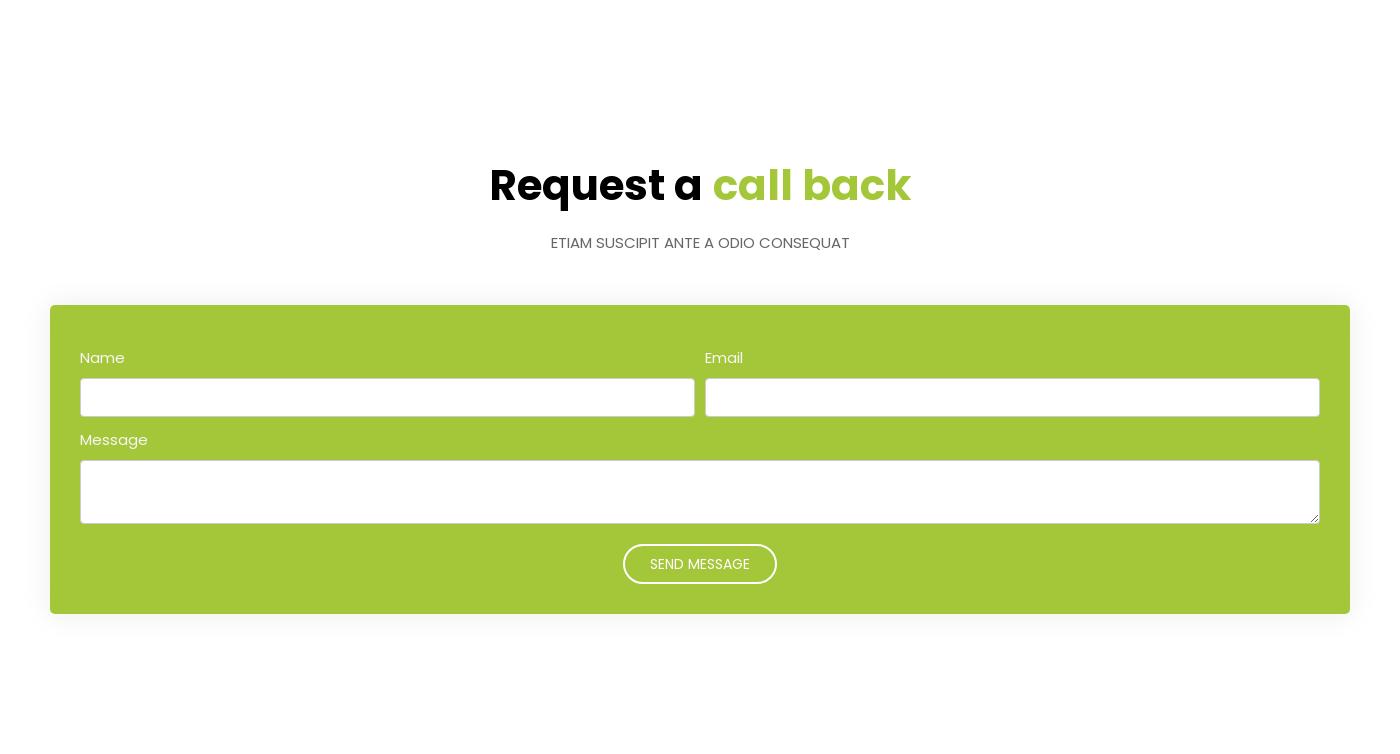 Request a call back
ETIAM SUSCIPIT ANTE A ODIO CONSEQUAT
Name
Email
Message
SEND MESSAGE